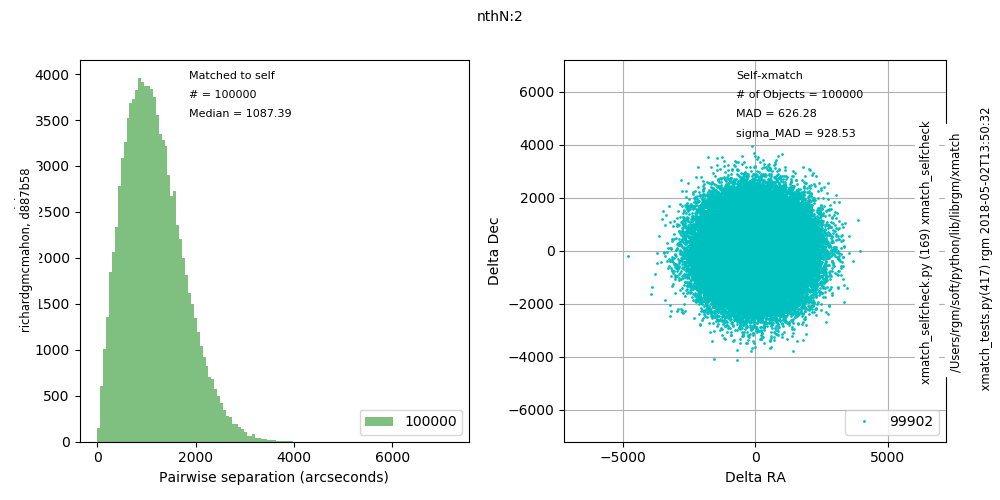 nthN:2
richardgmcmahon, d887b58
4000
3500
3000
2500
2000
1500
1000
500
0
Matched to self
# = 100000
Median = 1087.39
100000
0
2000
4000
6000
Pairwise separation (arcseconds)
Delta Dec
6000
4000
2000
0
−2000
−4000
−6000
Self-xmatch
# of Objects = 100000
MAD = 626.28
sigma_MAD = 928.53
99902
−5000
0
5000
Delta RA
xmatch_selfcheck.py (169) xmatch_selfcheck
/Users/rgm/soft/python/lib/librgm/xmatch
xmatch_tests.py(417) rgm 2018-05-02T13:50:32